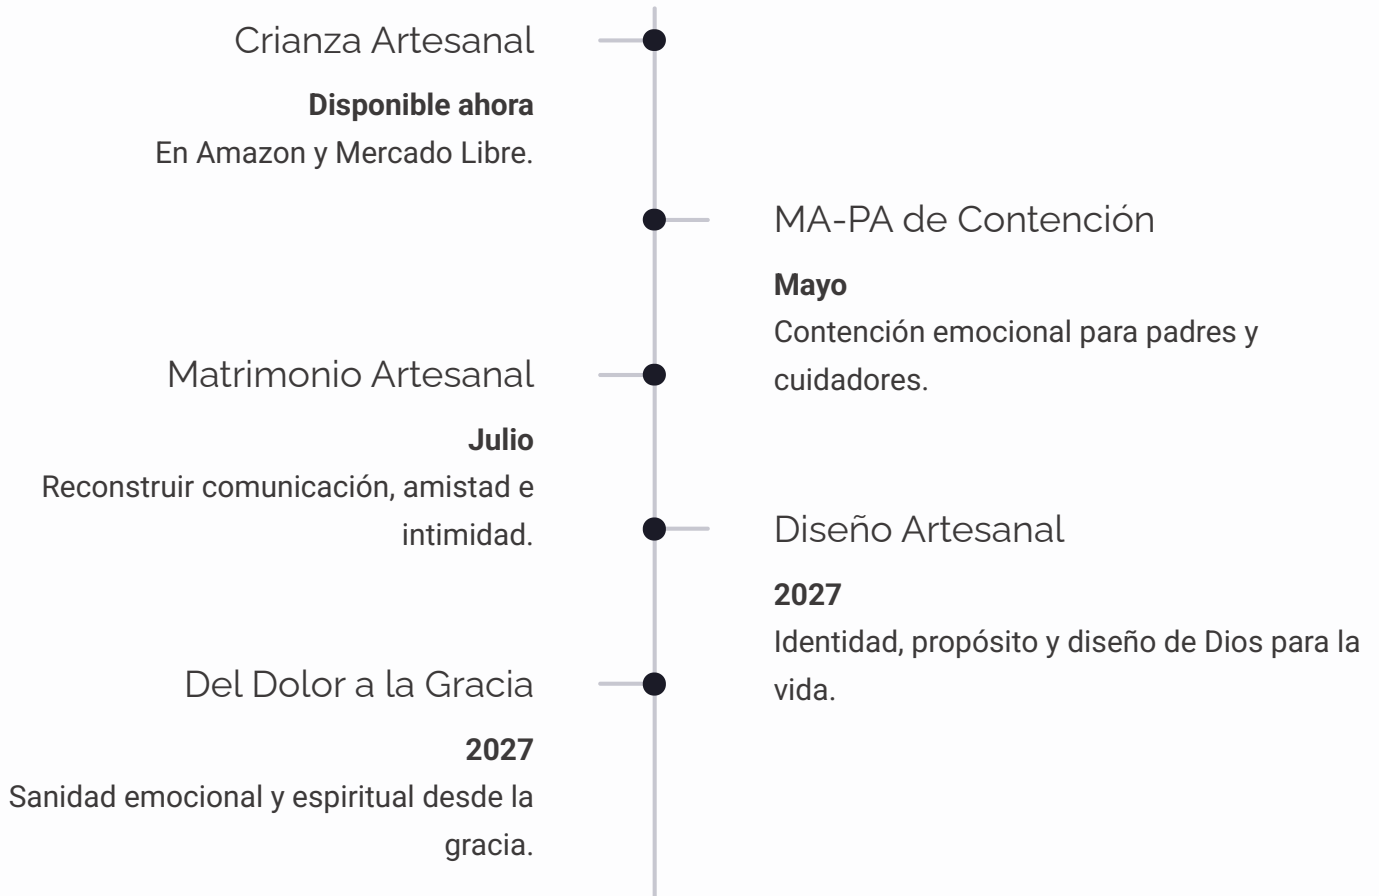 Crianza Artesanal
Disponible ahora
En Amazon y Mercado Libre.
MA-PA de Contención
Mayo
Contención emocional para padres y
cuidadores.
Matrimonio Artesanal
Julio
Reconstruir comunicación, amistad e
intimidad.
Diseño Artesanal
2027
Identidad, propósito y diseño de Dios para la
vida.
Del Dolor a la Gracia
2027
Sanidad emocional y espiritual desde la
gracia.